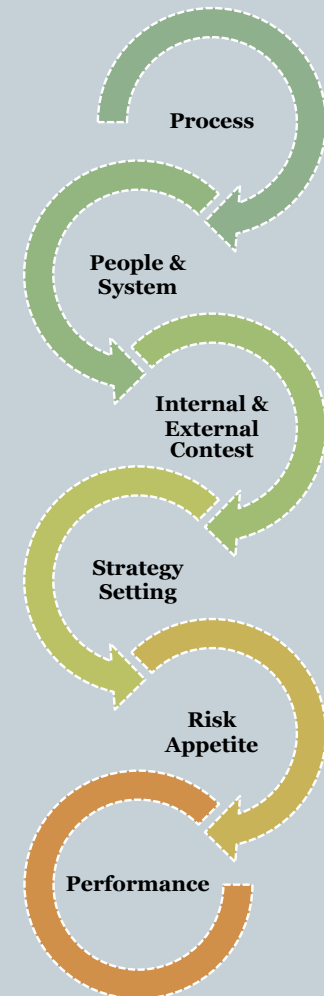 Process
People &
System
Internal &
External
Contest
Strategy
Setting
Risk
Appetite
Performance